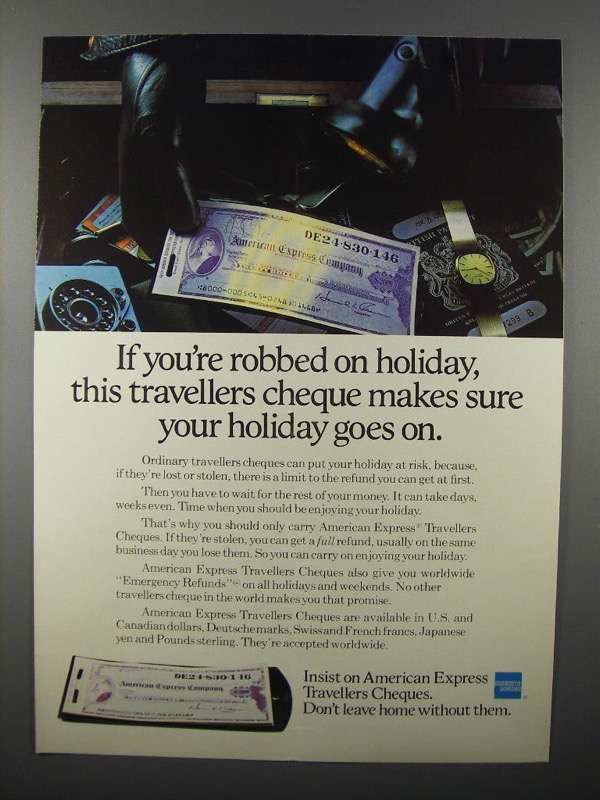 DE24·830·146
American Express Company
If you're robbed on holiday,
this travellers cheque makes sure
your holiday goes on.
Ordinary travellers cheques can put your holiday at risk, because,
if they're lost or stolen, there is a limit to the refund you can get at first.
Then you have to wait for the rest of your money. It can take days,
weeks even. Time when you should be enjoying your holiday.
That's why you should only carry American Express® Travellers
Cheques. If they're stolen, you can get a full refund, usually on the same
business day you lose them. So you can carry on enjoying your holiday.
American Express Travellers Cheques also give you worldwide
"Emergency Refunds" on all holidays and weekends. No other
travellers cheque in the world makes you that promise.
American Express Travellers Cheques are available in U.S. and
Canadian dollars, Deutschemarks, Swiss and French francs, Japanese
yen and Pounds sterling. They're accepted worldwide.
DE24·830·146
American Express Company
Insist on American Express
Travellers Cheques.
Don't leave home without them.
AMERICAN EXPRESS